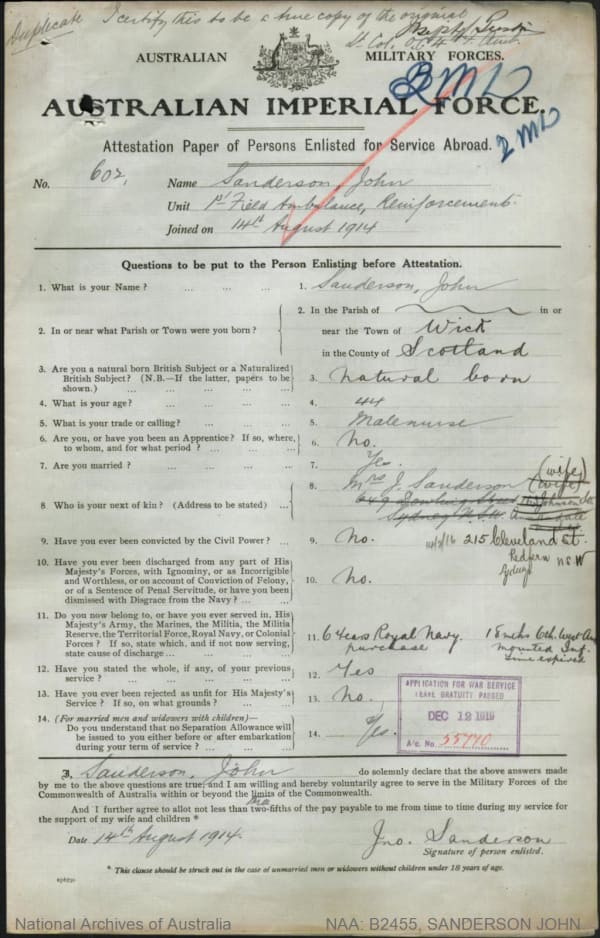 Duplicate I certify this to be a true copy of the original
Lt Col.
AUSTRALIAN MILITARY FORCES.
2 MD
AUSTRALIAN IMPERIAL FORCE.
2 MD
Attestation Paper of Persons Enlisted for Service Abroad.
No. 602, Name Sanderson, John
Unit 1st Field Ambulance, Reinforcements.
Joined on 14th August 1914
Questions to be put to the Person Enlisting before Attestation.
1. What is your Name ? ... ... ... 1. Sanderson, John
2. In or near what Parish or Town were you born ? 2. In the Parish of in or
near the Town of Wick
in the County of Scotland
3. Are you a natural born British Subject or a Naturalized
British Subject? (N.B.—If the latter, papers to be
shown.) ... ... ... ... 3. Natural born
4. What is your age? ... ... ... 4. 44
5. What is your trade or calling? ... ... 5. Male nurse
6. Are you, or have you been an Apprentice ? If so, where,
to whom, and for what period ? ... ... 6. No.
7. Are you married ? ... ... ... 7. Yes.
8. Who is your next of kin ? (Address to be stated) ... 8. Mrs J. Sanderson (wife)
(wife)
Sydney N.S.W.
9. Have you ever been convicted by the Civil Power? ... 9. No. 215 Cleveland St.
Redfern NSW
Sydney
10. Have you ever been discharged from any part of His
Majesty's Forces, with Ignominy, or as Incorrigible
and Worthless, or on account of Conviction of Felony,
or of a Sentence of Penal Servitude, or have you been
dismissed with Disgrace from the Navy? ... ... 10. No.
11. Do you now belong to, or have you ever served in, His
Majesty's Army, the Marines, the Militia, the Militia
Reserve, the Territorial Force, Royal Navy, or Colonial
Forces ? If so, state which, and if not now serving,
state cause of discharge ... ... ... 11. 6 years Royal Navy. purchase 18 mths 6th West Aus
mounted Inf.
time expired
12. Have you stated the whole, if any, of your previous
service ? ... ... ... ... 12. Yes
13. Have you ever been rejected as unfit for His Majesty's
Service ? If so, on what grounds ? ... 13. No.
14. (For married men and widowers with children)—
Do you understand that no Separation Allowance will
be issued to you either before or after embarkation
during your term of service ? ... ... 14. Yes.
APPLICATION FOR WAR SERVICE
LEAVE GRATUITY PASSED
DEC 12 1919
A/c. No. 55770
I, Sanderson, John do solemnly declare that the above answers made
by me to the above questions are true, and I am willing and hereby voluntarily agree to serve in the Military Forces of the
Commonwealth of Australia within or beyond the limits of the Commonwealth.
And I further agree to allot not less than two-fifths of the pay payable to me from time to time during my service for
the support of my wife and children *
Date 14th August 1914. Jno. Sanderson
Signature of person enlisted.
* This clause should be struck out in the case of unmarried men or widowers without children under 18 years of age.
National Archives of Australia NAA: B2455, SANDERSON JOHN